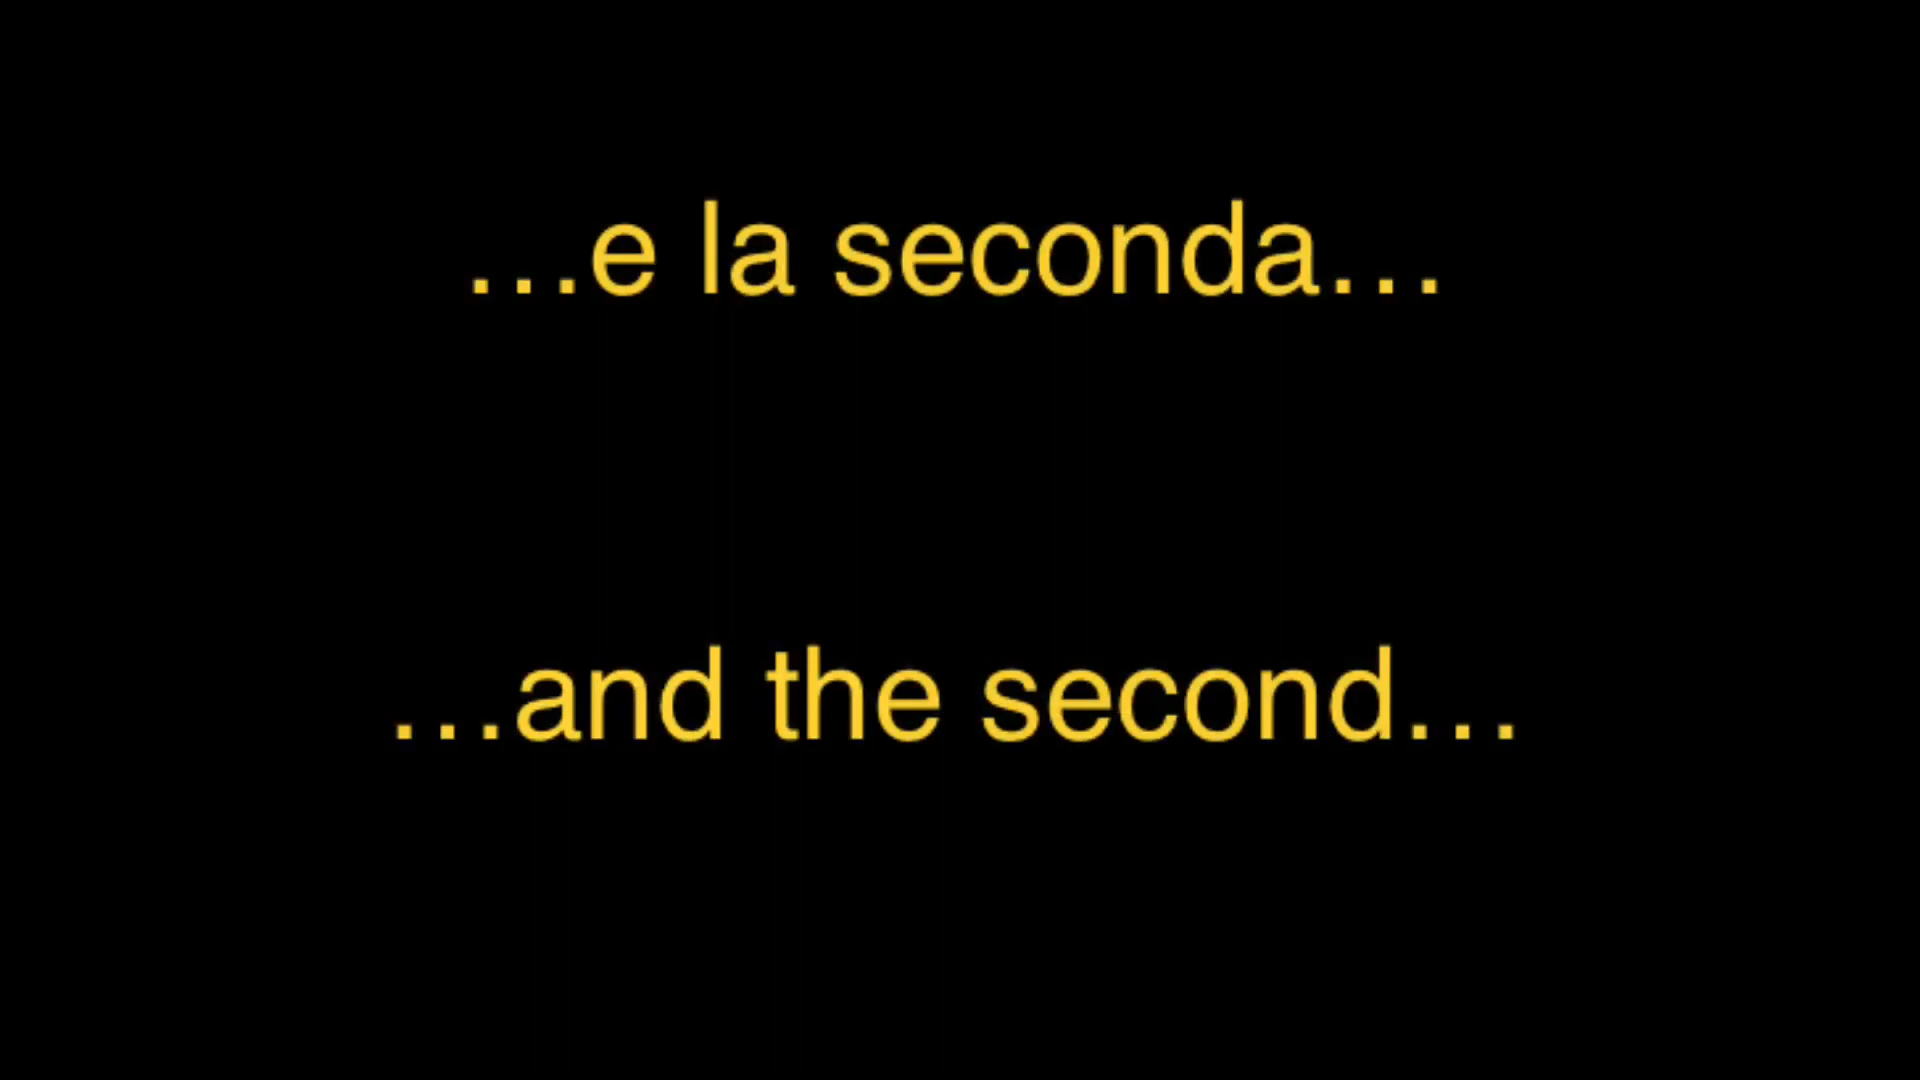 …e la seconda…
…and the second…